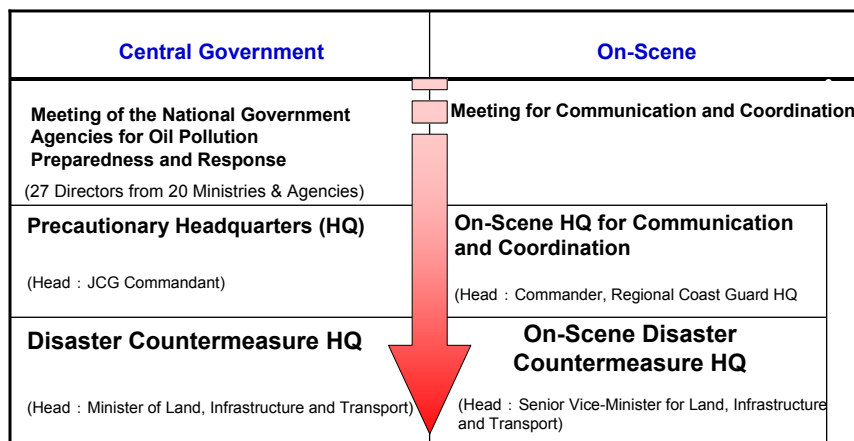 Central Government
On-Scene
Meeting of the National Government
Agencies for Oil Pollution
Preparedness and Response
(27 Directors from 20 Ministries & Agencies)
Meeting for Communication and Coordination
Precautionary Headquarters (HQ)
(Head : JCG Commandant)
On-Scene HQ for Communication
and Coordination
(Head : Commander, Regional Coast Guard HQ
Disaster Countermeasure HQ
(Head : Minister of Land, Infrastructure and Transport)
On-Scene Disaster
Countermeasure HQ
(Head : Senior Vice-Minister for Land, Infrastructure
and Transport)